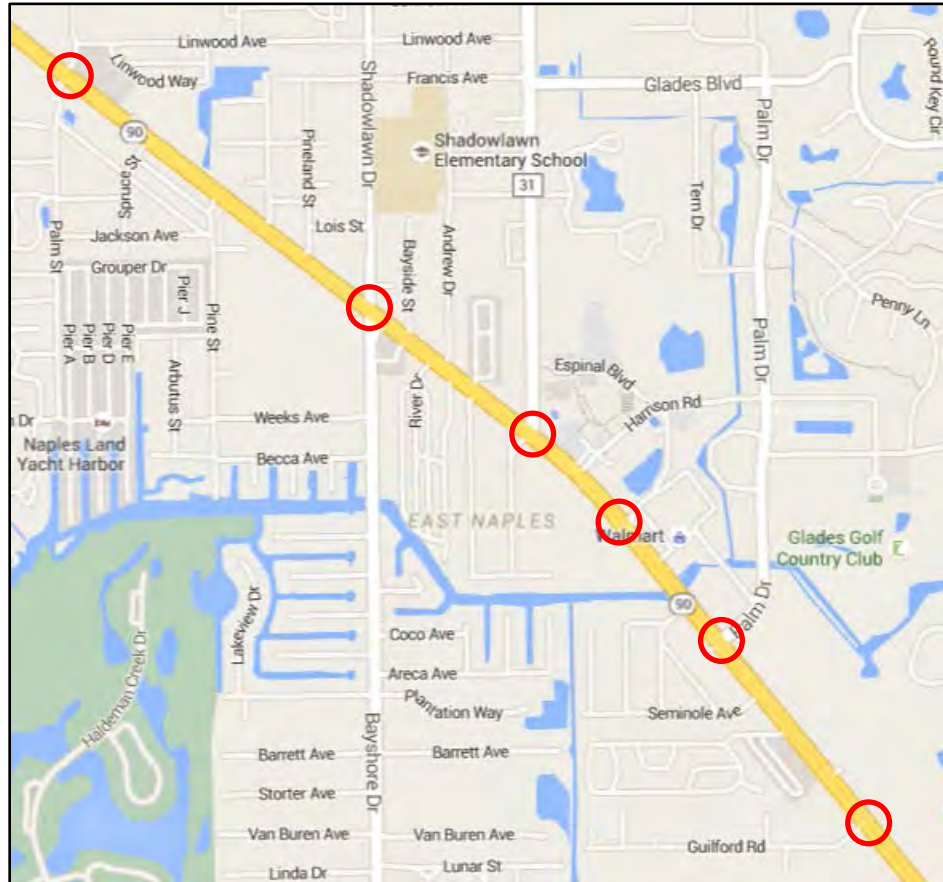 Linwood Ave
Linwood Ave
Linwood Way
Shadowlawn Dr
Francis Ave
Glades Blvd
Palm Dr
Pound Key Cir
90
Pineland St
Shadowlawn
Elementary School
31
Spruce St
Tern Dr
Palm St
Jackson Ave
Lois St
Bayside St
Andrew Dr
Grouper Dr
Pier J
Pine St
Penny Ln
Pier A
Pier B
Pier D
Pier E
Arbutus St
Palm Dr
Espinal Blvd
River Dr
Harrison Rd
Weeks Ave
Dr
Naples Land
Yacht Harbor
Becca Ave
EAST NAPLES
Walmart
Glades Golf
Country Club
90
Palm Dr
Lakeview Dr
Coco Ave
Areca Ave
Haldeman Creek Dr
Plantation Way
Seminole Ave
Bayshore Dr
Barrett Ave
Barrett Ave
Storter Ave
Van Buren Ave
Van Buren Ave
Guilford Rd
Linda Dr
Lunar St